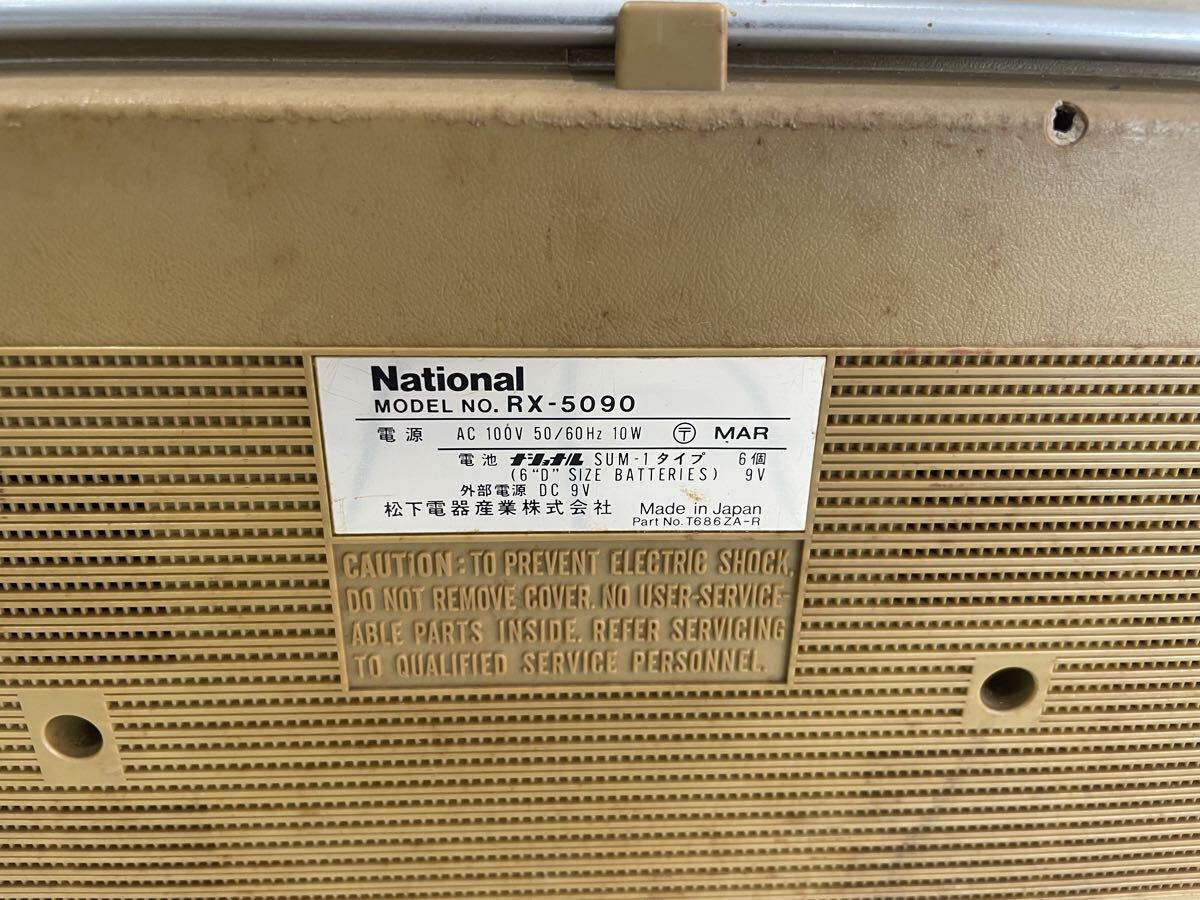 National
MODEL NO. RX-5090
電源 AC 100V 50/60Hz 10W 〒 MAR
電池 ナショナル SUM-1タイプ 6個
(6"D" SIZE BATTERIES) 9V
外部電源 DC 9V
松下電器産業株式会社 Made in Japan
Part No. T686ZA-R
CAUTION: TO PREVENT ELECTRIC SHOCK,
DO NOT REMOVE COVER. NO USER-SERVICE-
ABLE PARTS INSIDE. REFER SERVICING
TO QUALIFIED SERVICE PERSONNEL.